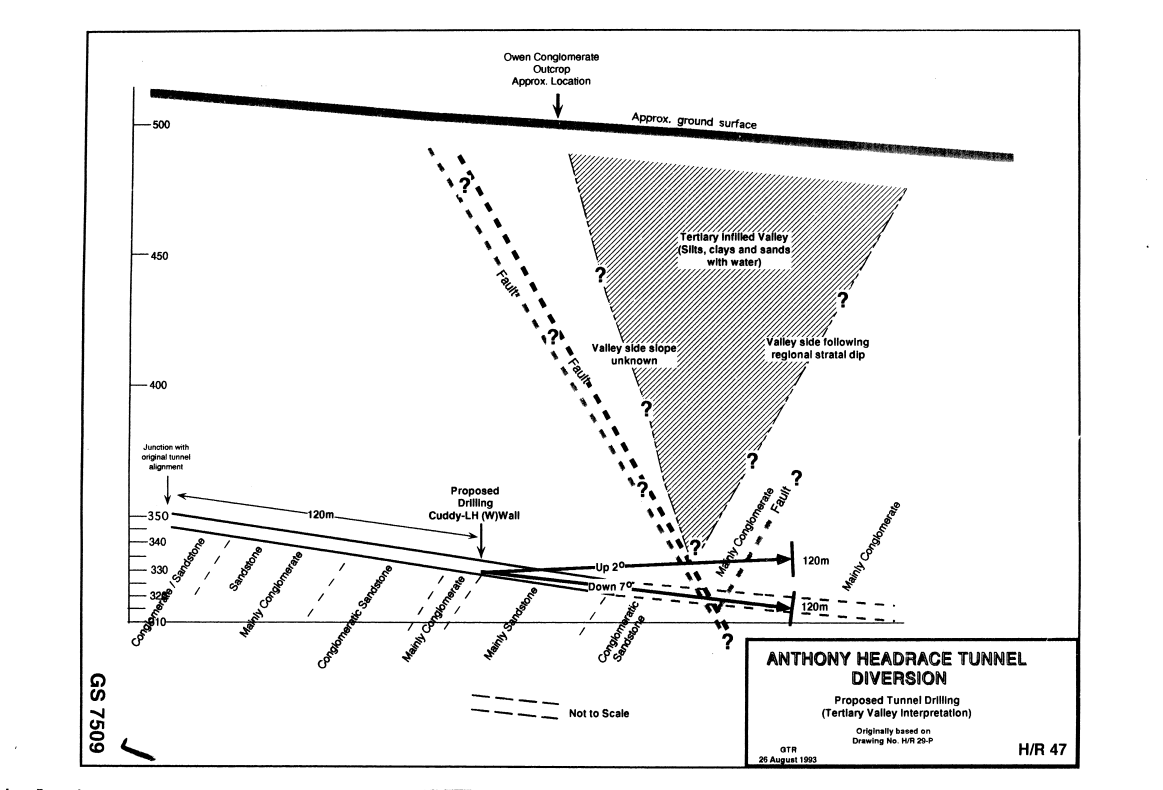 Owen Conglomerate
Outcrop
Approx. Location
Approx. ground surface
500
450
400
350
340
330
320
310
?
Fault
?
Fault
?
?
?
?
?
?
?
?
?
Tertiary Infilled Valley
(Silts, clays and sands
with water)
Valley side slope
unknown
Valley side following
regional stratal dip
Junction with
original tunnel
alignment
120m
Proposed
Drilling
Cuddy-LH (W)Wall
Up 2º
Down 7º
120m
120m
Mainly Conglomerate
Fault
Mainly Conglomerate
Conglomerate / Sandstone
Sandstone
Mainly Conglomerate
Conglomeratic Sandstone
Mainly Conglomerate
Mainly Sandstone
Conglomeratic
Sandstone
Not to Scale
GS 7509
ANTHONY HEADRACE TUNNEL
DIVERSION
Proposed Tunnel Drilling
(Tertiary Valley Interpretation)
Originally based on
Drawing No. H/R 29-P
GTR
26 August 1993
H/R 47